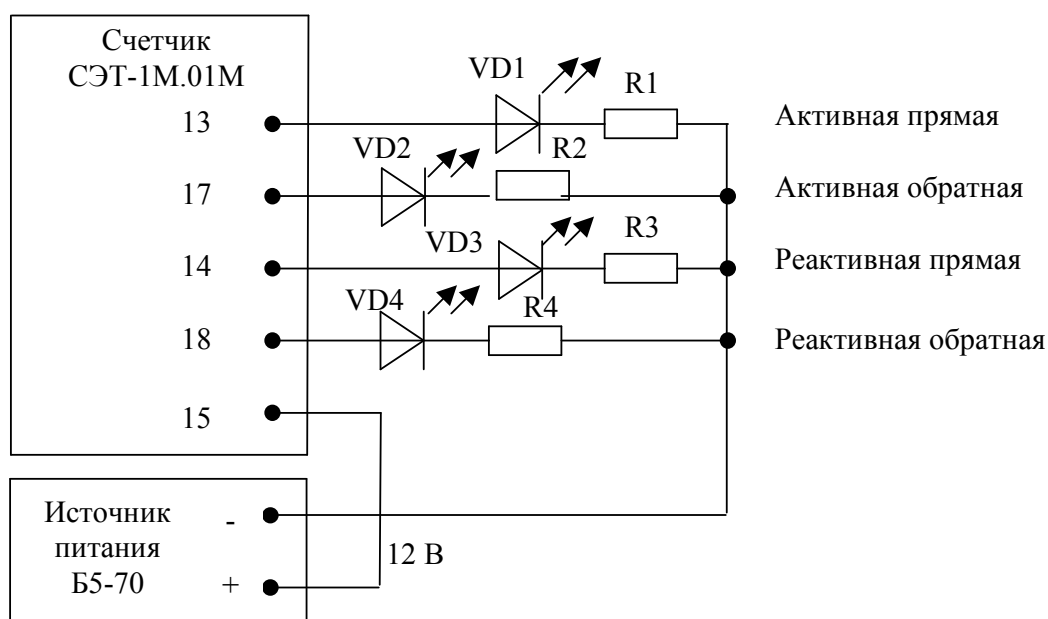 Счетчик
СЭТ-1М.01М
VD1
R1
13
Активная прямая
VD2
R2
17
Активная обратная
VD3
R3
14
Реактивная прямая
VD4
R4
18
Реактивная обратная
15
Источник
питания
Б5-70
-
+
12 В